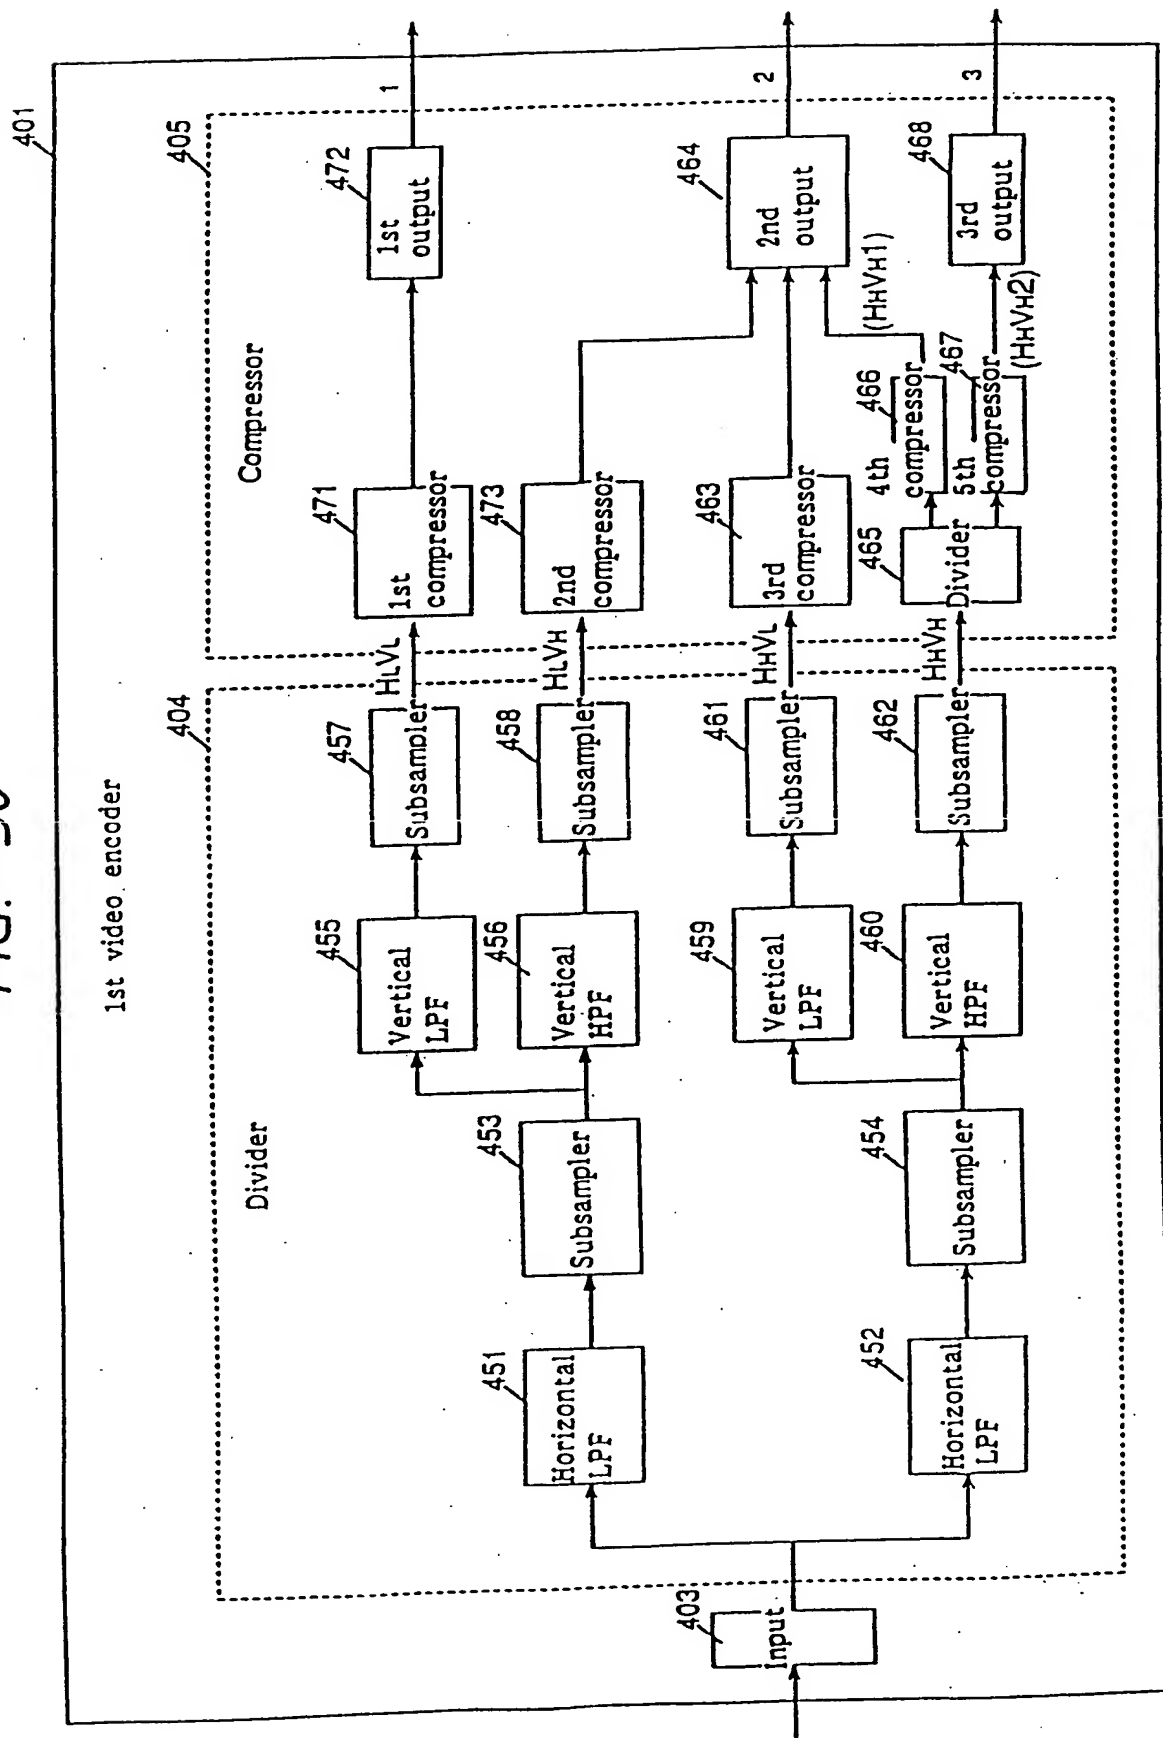 401
1st video encoder
404
405
Divider
Compressor
455
Vertical
LPF
457
Subsampler
HLVL
471
1st
compressor
472
1st
output
1
451
Horizontal
LPF
453
Subsampler
456
Vertical
HPF
458
Subsampler
HLVH
473
2nd
compressor
403
Input
459
Vertical
LPF
461
Subsampler
HHVL
463
3rd
compressor
464
2nd
output
2
452
Horizontal
LPF
454
Subsampler
460
Vertical
HPF
462
Subsampler
HHVH
465
Divider
4th
466
compressor
(HHVH1)
5th
467
compressor
(HHVH2)
468
3rd
output
3